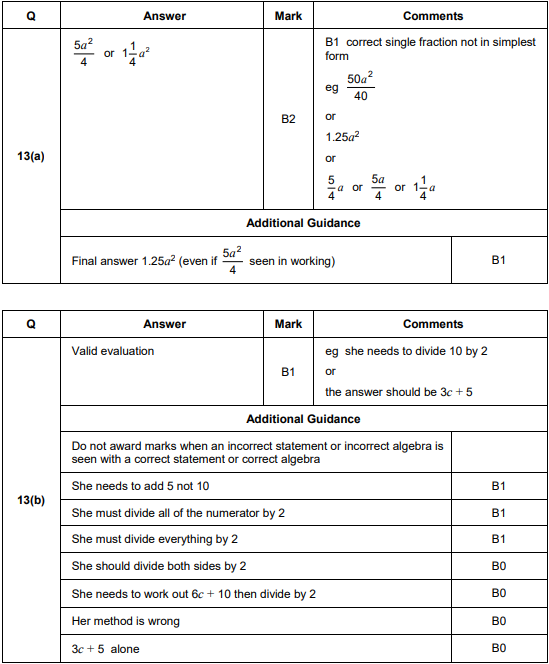 Q Answer Mark Comments
13(a)
5a²/4 or 1 1/4 a²
B2
B1 correct single fraction not in simplest
form
eg 50a²/40
or
1.25a²
or
5/4 a or 5a/4 or 1 1/4 a
Additional Guidance
Final answer 1.25a² (even if 5a²/4 seen in working) B1
Q Answer Mark Comments
13(b)
Valid evaluation
B1
eg she needs to divide 10 by 2
or
the answer should be 3c + 5
Additional Guidance
Do not award marks when an incorrect statement or incorrect algebra is
seen with a correct statement or correct algebra
She needs to add 5 not 10 B1
She must divide all of the numerator by 2 B1
She must divide everything by 2 B1
She should divide both sides by 2 B0
She needs to work out 6c + 10 then divide by 2 B0
Her method is wrong B0
3c + 5 alone B0